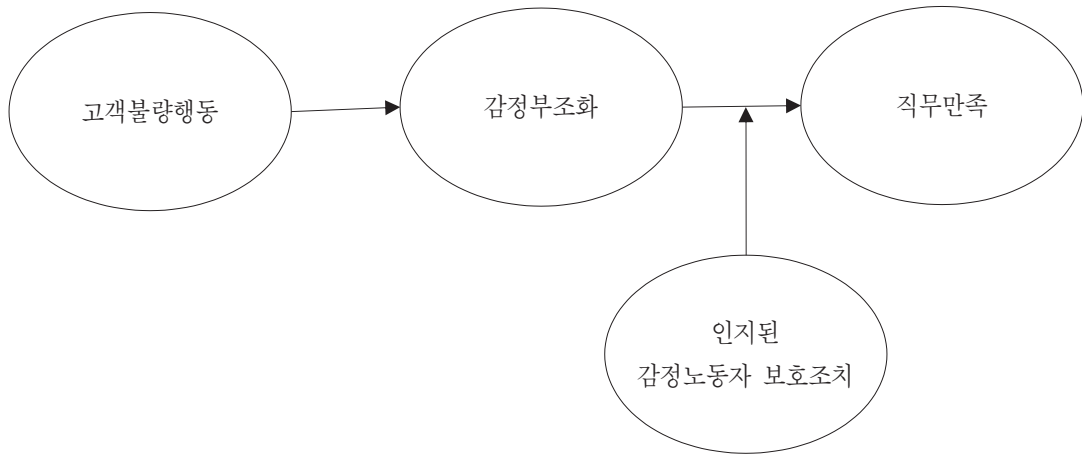 고객불량행동
감정부조화
직무만족
인지된
감정노동자 보호조치